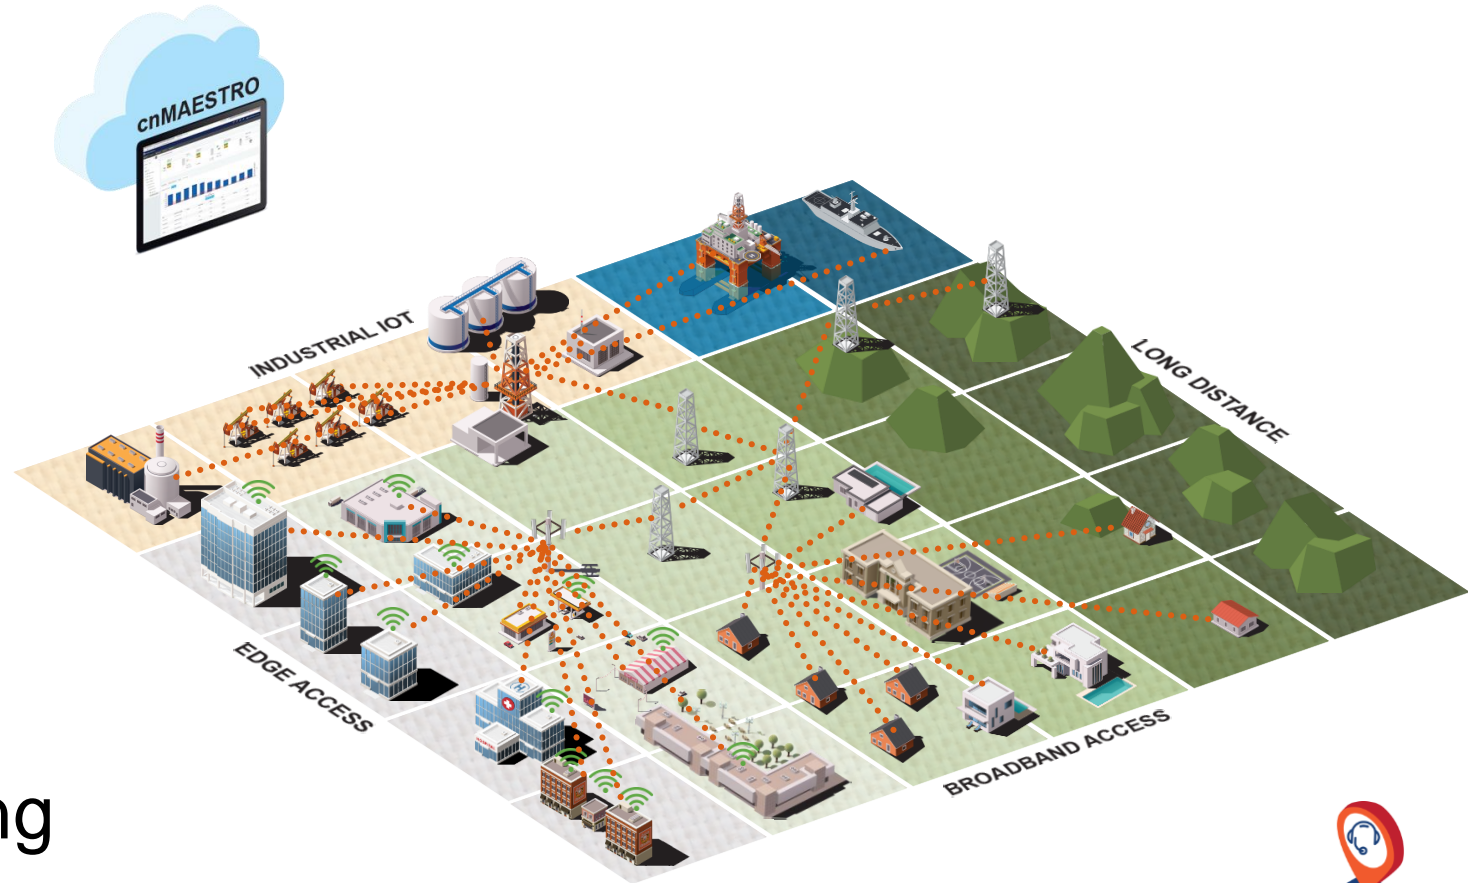 cnMAESTRO
INDUSTRIAL IOT
LONG DISTANCE
EDGE ACCESS
BROADBAND ACCESS
H
ng